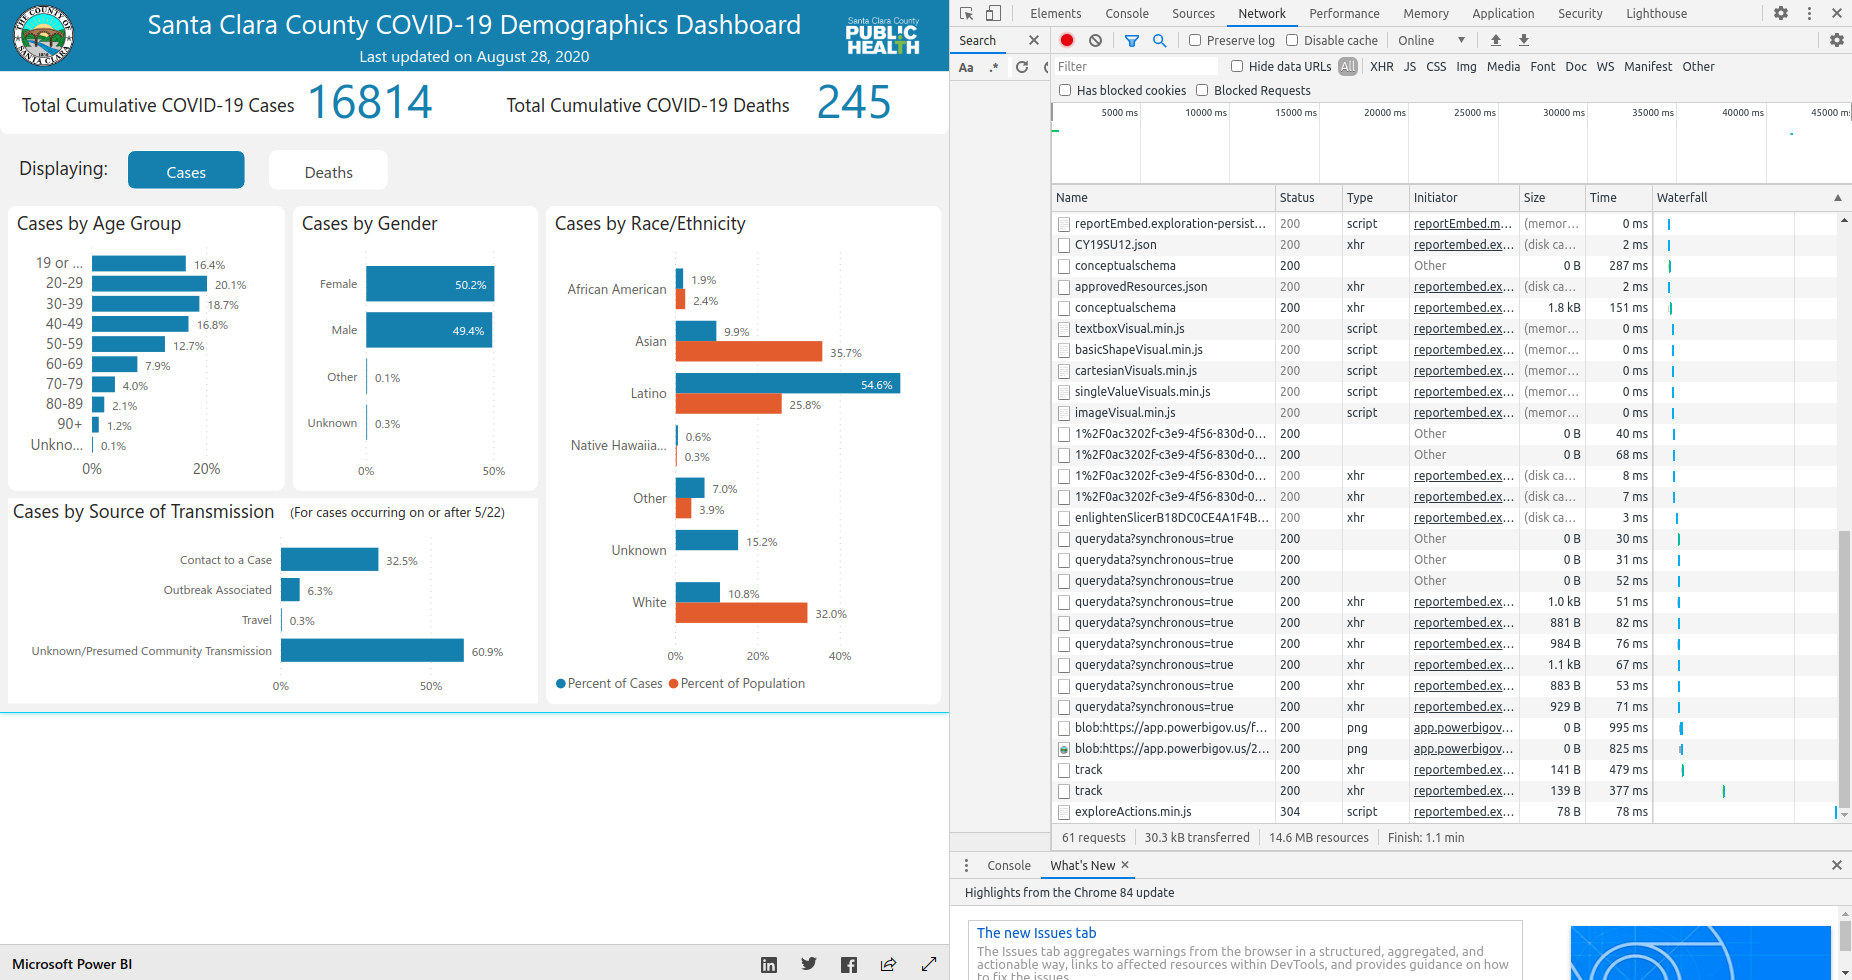 Santa Clara County COVID-19 Demographics Dashboard
Last updated on August 28, 2020
THE COUNTY OF
SANTA CLARA
Santa Clara County
PUBLIC
HEALTH
Total Cumulative COVID-19 Cases 16814
Total Cumulative COVID-19 Deaths 245
Displaying: Cases Deaths
Cases by Age Group
19 or ... 16.4%
20-29 20.1%
30-39 18.7%
40-49 16.8%
50-59 12.7%
60-69 7.9%
70-79 4.0%
80-89 2.1%
90+ 1.2%
Unkno... 0.1%
0% 20%
Cases by Gender
Female 50.2%
Male 49.4%
Other 0.1%
Unknown 0.3%
0% 50%
Cases by Race/Ethnicity
African American 1.9%
2.4%
Asian 9.9%
35.7%
Latino 54.6%
25.8%
Native Hawaiia... 0.6%
0.3%
Other 7.0%
3.9%
Unknown 15.2%
White 10.8%
32.0%
0% 20% 40%
Percent of Cases Percent of Population
Cases by Source of Transmission (For cases occurring on or after 5/22)
Contact to a Case 32.5%
Outbreak Associated 6.3%
Travel 0.3%
Unknown/Presumed Community Transmission 60.9%
0% 50%
Microsoft Power BI
Elements Console Sources Network Performance Memory Application Security Lighthouse
Search
Preserve log Disable cache Online
Aa .*
Filter Hide data URLs All XHR JS CSS Img Media Font Doc WS Manifest Other
Has blocked cookies Blocked Requests
5000 ms 10000 ms 15000 ms 20000 ms 25000 ms 30000 ms 35000 ms 40000 ms 45000 ms
Name Status Type Initiator Size Time Waterfall
reportEmbed.exploration-persist... 200 script reportEmbed.m... (memor... 0 ms
CY19SU12.json 200 xhr reportembed.ex... (disk ca... 2 ms
conceptualschema 200 Other 0 B 287 ms
approvedResources.json 200 xhr reportembed.ex... (disk ca... 2 ms
conceptualschema 200 xhr reportembed.ex... 1.8 kB 151 ms
textboxVisual.min.js 200 script reportembed.ex... (memor... 0 ms
basicShapeVisual.min.js 200 script reportembed.ex... (memor... 0 ms
cartesianVisuals.min.js 200 script reportembed.ex... (memor... 0 ms
singleValueVisuals.min.js 200 script reportembed.ex... (memor... 0 ms
imageVisual.min.js 200 script reportembed.ex... (memor... 0 ms
1%2F0ac3202f-c3e9-4f56-830d-0... 200 Other 0 B 40 ms
1%2F0ac3202f-c3e9-4f56-830d-0... 200 Other 0 B 68 ms
1%2F0ac3202f-c3e9-4f56-830d-0... 200 xhr reportembed.ex... (disk ca... 8 ms
1%2F0ac3202f-c3e9-4f56-830d-0... 200 xhr reportembed.ex... (disk ca... 7 ms
enlightenSlicerB18DC0CE4A1F4B... 200 xhr reportembed.ex... (disk ca... 3 ms
querydata?synchronous=true 200 Other 0 B 30 ms
querydata?synchronous=true 200 Other 0 B 31 ms
querydata?synchronous=true 200 Other 0 B 52 ms
querydata?synchronous=true 200 xhr reportembed.ex... 1.0 kB 51 ms
querydata?synchronous=true 200 xhr reportembed.ex... 881 B 82 ms
querydata?synchronous=true 200 xhr reportembed.ex... 984 B 76 ms
querydata?synchronous=true 200 xhr reportembed.ex... 1.1 kB 67 ms
querydata?synchronous=true 200 xhr reportembed.ex... 883 B 53 ms
querydata?synchronous=true 200 xhr reportembed.ex... 929 B 71 ms
blob:https://app.powerbigov.us/f... 200 png app.powerbigov... 0 B 995 ms
blob:https://app.powerbigov.us/2... 200 png app.powerbigov... 0 B 825 ms
track 200 xhr reportembed.ex... 141 B 479 ms
track 200 xhr reportembed.ex... 139 B 377 ms
exploreActions.min.js 304 script reportembed.ex... 78 B 78 ms
61 requests 30.3 kB transferred 14.6 MB resources Finish: 1.1 min
Console What's New
Highlights from the Chrome 84 update
The new Issues tab
The Issues tab aggregates warnings from the browser in a structured, aggregated, and
actionable way, links to affected resources within DevTools, and provides guidance on how
to fix the issues.